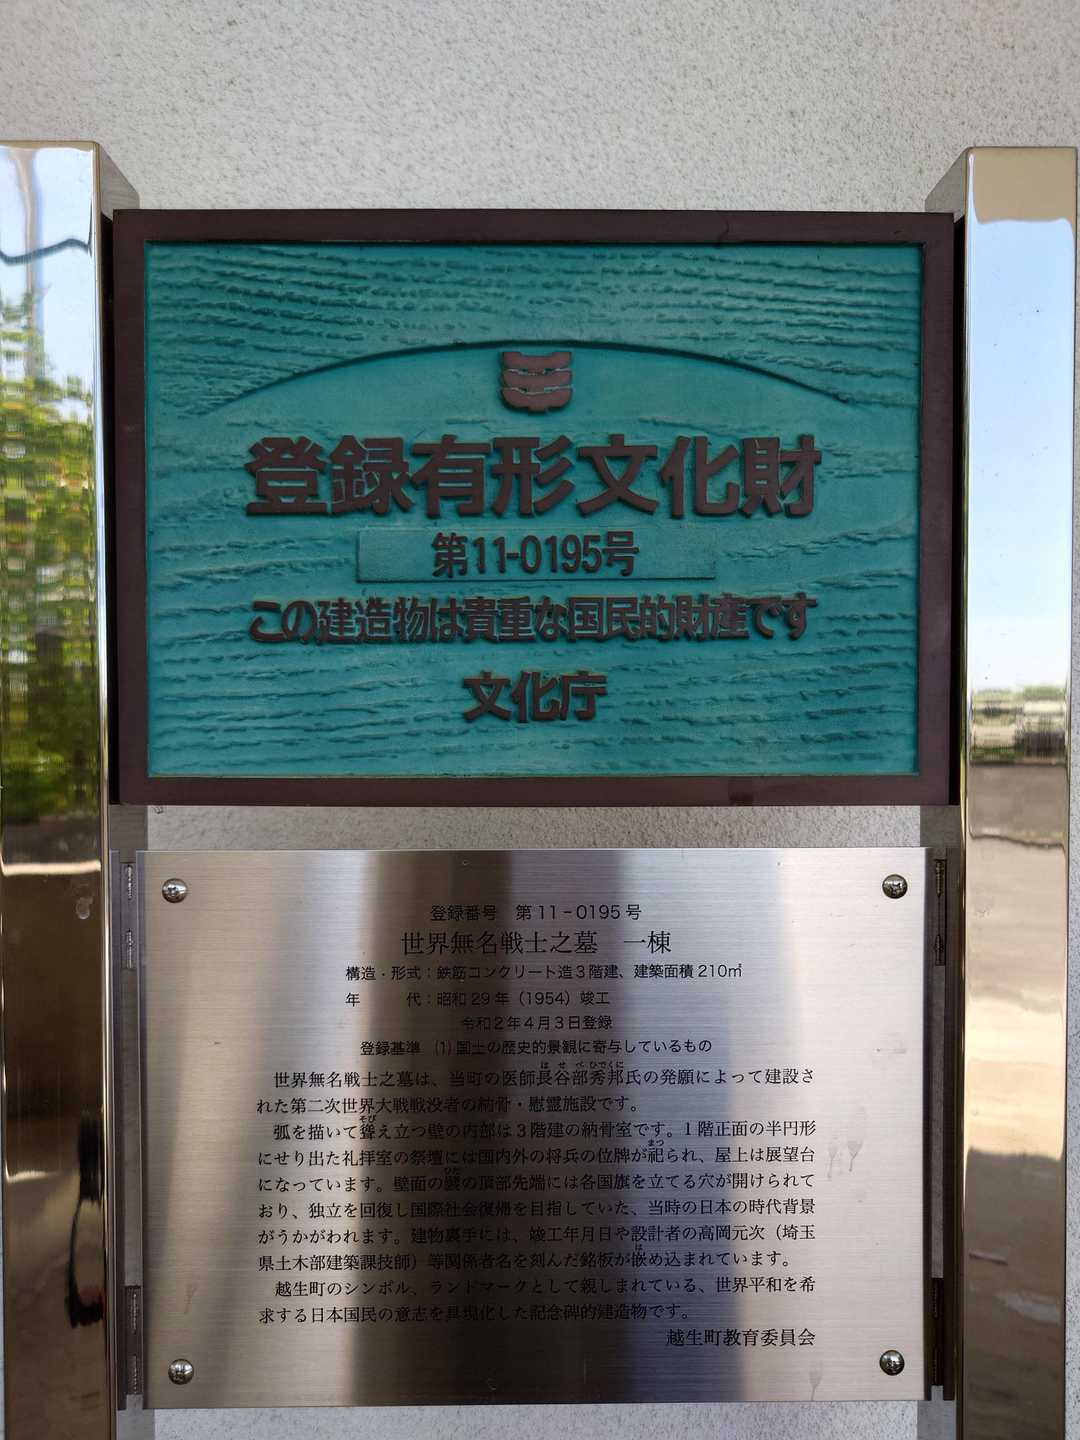 登録有形文化財
第11-0195号
この建造物は貴重な国民的財産です
文化庁
登録番号　第11-0195号
世界無名戦士之墓　一棟
構造・形式：鉄筋コンクリート造3階建、建築面積210㎡
年　　代：昭和29年（1954）竣工
令和2年4月3日登録
登録基準　(1)国土の歴史的景観に寄与しているもの
はせべひでくに
世界無名戦士之墓は、当町の医師長谷部秀邦氏の発願によって建設さ
れた第二次世界大戦戦没者の納骨・慰霊施設です。
そび
弧を描いて聳え立つ壁の内部は3階建の納骨室です。1階正面の半円形
まつ
にせり出た礼拝室の祭壇には国内外の将兵の位牌が祀られ、屋上は展望台
ひだ
になっています。壁面の襞の頂部先端には各国旗を立てる穴が開けられて
おり、独立を回復し国際社会復帰を目指していた、当時の日本の時代背景
がうかがわれます。建物裏手には、竣工年月日や設計者の高岡元次（埼玉
は
県土木部建築課技師）等関係者名を刻んだ銘板が嵌め込まれています。
越生町のシンボル、ランドマークとして親しまれている、世界平和を希
求する日本国民の意志を具現化した記念碑的建造物です。
越生町教育委員会